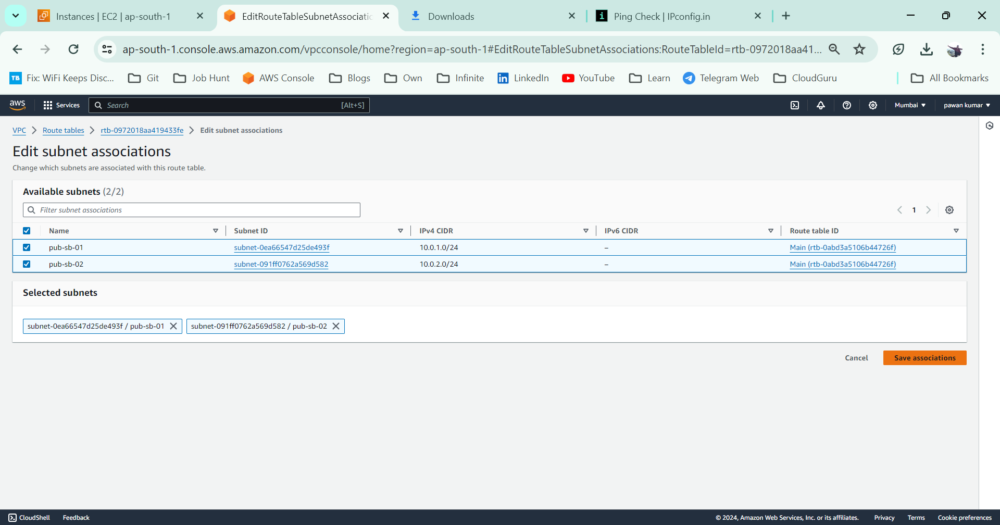 Instances | EC2 | ap-south-1
EditRouteTableSubnetAssociatic
Downloads
Ping Check | IPconfig.in
ap-south-1.console.aws.amazon.com/vpcconsole/home?region=ap-south-1#EditRouteTableSubnetAssociations:RouteTableId=rtb-0972018aa41...
TB Fix: WiFi Keeps Disc... Git Job Hunt AWS Console Blogs Own Infinite LinkedIn YouTube Learn Telegram Web CloudGuru All Bookmarks
aws Services Search [Alt+S] Mumbai pawan kumar
VPC Route tables rtb-0972018aa419433fe Edit subnet associations
Edit subnet associations
Change which subnets are associated with this route table.
Available subnets (2/2)
Filter subnet associations 1
Name Subnet ID IPv4 CIDR IPv6 CIDR Route table ID
pub-sb-01 subnet-0ea66547d25de493f 10.0.1.0/24 – Main (rtb-0abd3a5106b44726f)
pub-sb-02 subnet-091ff0762a569d582 10.0.2.0/24 – Main (rtb-0abd3a5106b44726f)
Selected subnets
subnet-0ea66547d25de493f / pub-sb-01 subnet-091ff0762a569d582 / pub-sb-02
Cancel Save associations
CloudShell Feedback © 2024, Amazon Web Services, Inc. or its affiliates. Privacy Terms Cookie preferences